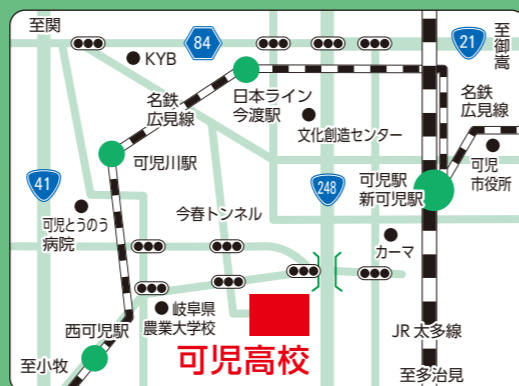 至関
84
21
至御嵩
KYB
名鉄
広見線
日本ライン
今渡駅
文化創造センター
名鉄
広見線
可児
市役所
可児川駅
41
248
可児駅
新可児駅
可児とうのう
病院
今春トンネル
カーマ
岐阜県
農業大学校
西可児駅
可児高校
JR太多線
至小牧
至多治見